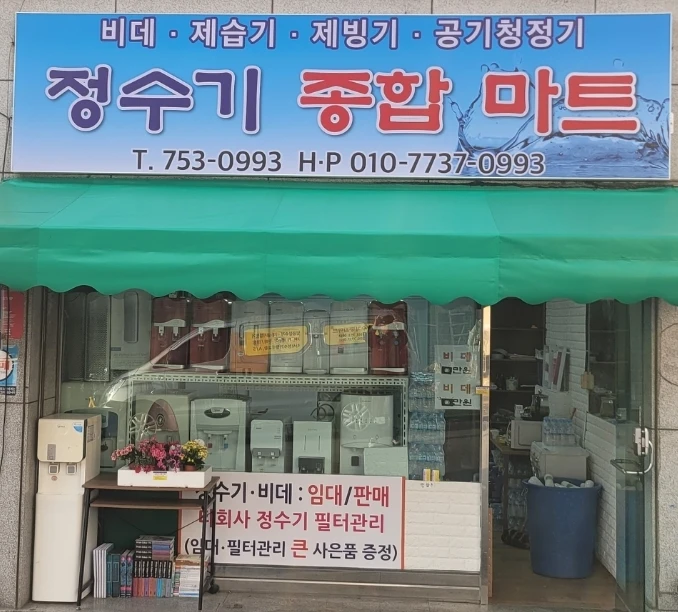 비데 · 제습기 · 제빙기 · 공기청정기
정수기 종합 마트
T. 753-0993 H·P 010-7737-0993
비데
만원
비데
만원
정수기·비데 : 임대/판매
타회사 정수기 필터관리
(임대·필터관리 큰 사은품 증정)